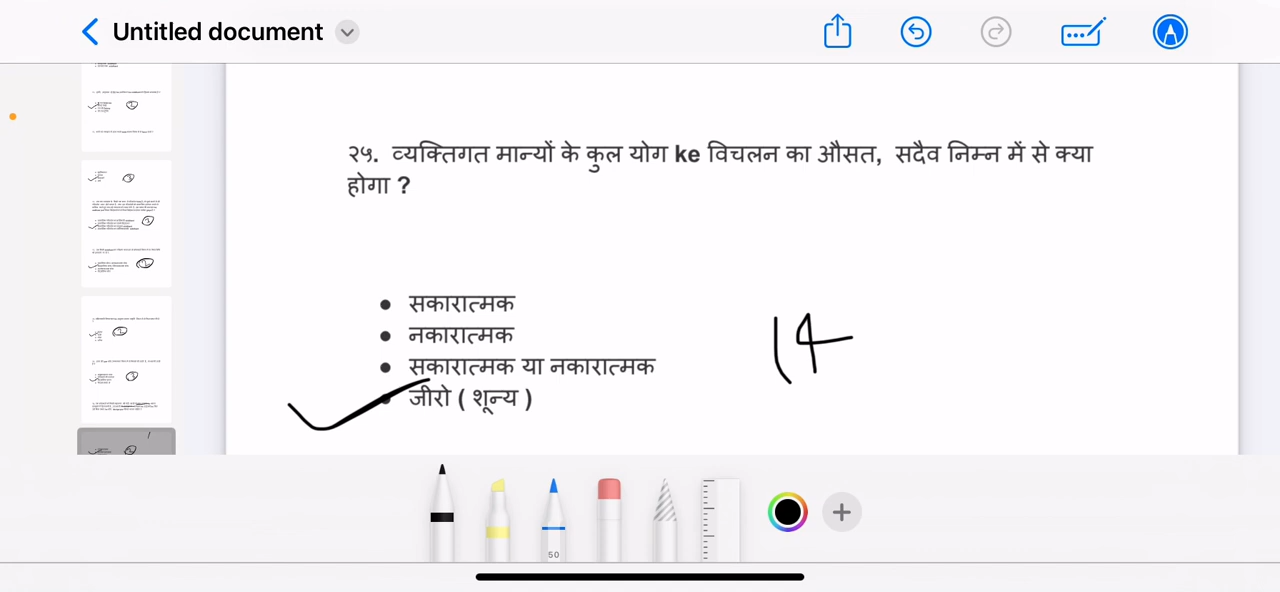 Untitled document
२५. व्यक्तिगत मान्यों के कुल योग ke विचलन का औसत, सदैव निम्न में से क्या
होगा ?
सकारात्मक
नकारात्मक
सकारात्मक या नकारात्मक
14
जीरो ( शून्य )
50